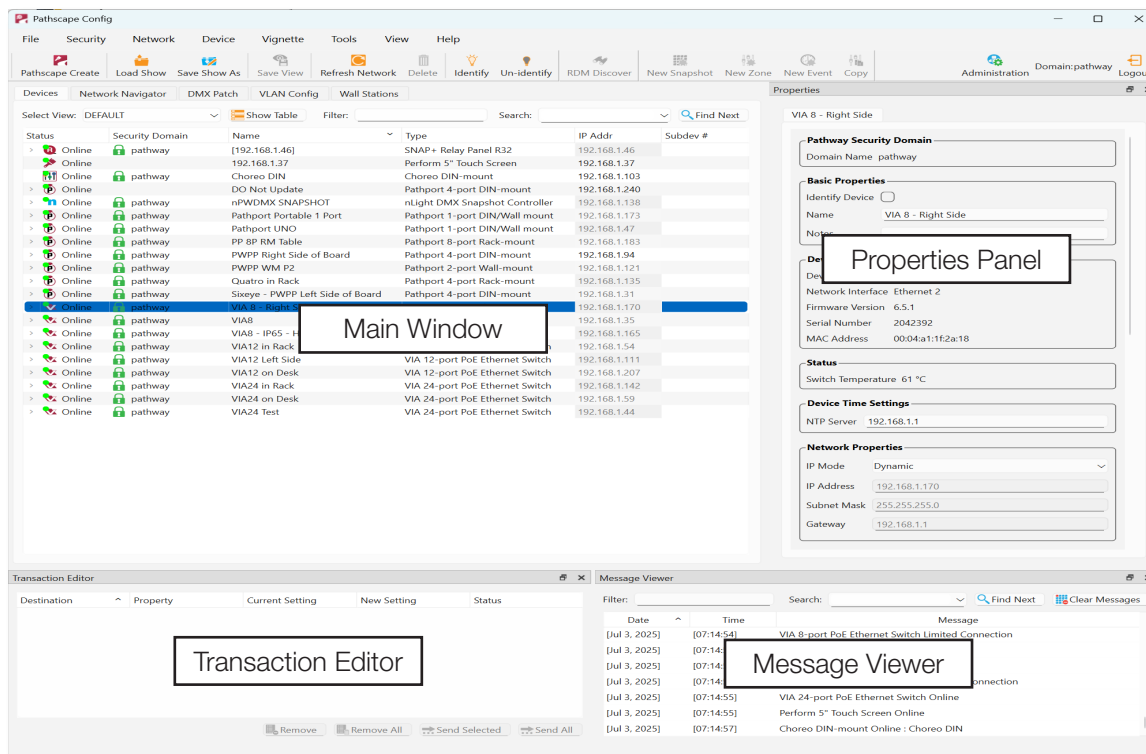 Pathscape Config
File Security Network Device Vignette Tools View Help
Pathscape Create Load Show Save Show As Save View Refresh Network Delete Identify Un-identify RDM Discover New Snapshot New Zone New Event Copy Administration Domain:pathway Logou
Devices Network Navigator DMX Patch VLAN Config Wall Stations
Select View: DEFAULT Show Table Filter: Search: Find Next
Status Security Domain Name Type IP Addr Subdev #
Online pathway [192.168.1.46] SNAP+ Relay Panel R32 192.168.1.46
Online 192.168.1.37 Perform 5" Touch Screen 192.168.1.37
Online pathway Choreo DIN Choreo DIN-mount 192.168.1.103
Online DO Not Update Pathport 4-port DIN-mount 192.168.1.240
Online pathway nPWDMX SNAPSHOT nLight DMX Snapshot Controller 192.168.1.138
Online pathway Pathport Portable 1 Port Pathport 1-port DIN/Wall mount 192.168.1.173
Online pathway Pathport UNO Pathport 1-port DIN/Wall mount 192.168.1.47
Online pathway PP 8P RM Table Pathport 8-port Rack-mount 192.168.1.183
Online pathway PWPP Right Side of Board Pathport 4-port DIN-mount 192.168.1.94
Online pathway PWPP WM P2 Pathport 2-port Wall-mount 192.168.1.121
Online pathway Quatro in Rack Pathport 4-port Rack-mount 192.168.1.135
Online pathway Sixeye - PWPP Left Side of Board Pathport 4-port DIN-mount 192.168.1.31
Online pathway VIA 8 - Right 192.168.1.170
Online pathway VIA8 192.168.1.35
Online pathway VIA8 - IP65 - 192.168.1.165
Online pathway VIA12 in Rack 192.168.1.54
Online pathway VIA12 Left Side VIA 12-port PoE Ethernet Switch 192.168.1.111
Online pathway VIA12 on Desk VIA 12-port PoE Ethernet Switch 192.168.1.207
Online pathway VIA24 in Rack VIA 24-port PoE Ethernet Switch 192.168.1.142
Online pathway VIA24 on Desk VIA 24-port PoE Ethernet Switch 192.168.1.59
Online pathway VIA24 Test VIA 24-port PoE Ethernet Switch 192.168.1.44
Main Window
Properties
VIA 8 - Right Side
Pathway Security Domain
Domain Name pathway
Basic Properties
Identify Device
Name VIA 8 - Right Side
Notes
Properties Panel
Network Interface Ethernet 2
Firmware Version 6.5.1
Serial Number 2042392
MAC Address 00:04:a1:1f:2a:18
Status
Switch Temperature 61 °C
Device Time Settings
NTP Server 192.168.1.1
Network Properties
IP Mode Dynamic
IP Address 192.168.1.170
Subnet Mask 255.255.255.0
Gateway 192.168.1.1
Transaction Editor
Destination Property Current Setting New Setting Status
Transaction Editor
Remove Remove All Send Selected Send All
Message Viewer
Filter: Search: Find Next Clear Messages
Date Time Message
[Jul 3, 2025] [07:14:54] VIA 8-port PoE Ethernet Switch Limited Connection
[Jul 3, 2025]
[Jul 3, 2025]
[Jul 3, 2025]
Message Viewer
[Jul 3, 2025] [07:14:55] VIA 24-port PoE Ethernet Switch Online
[Jul 3, 2025] [07:14:55] Perform 5" Touch Screen Online
[Jul 3, 2025] [07:14:57] Choreo DIN-mount Online : Choreo DIN